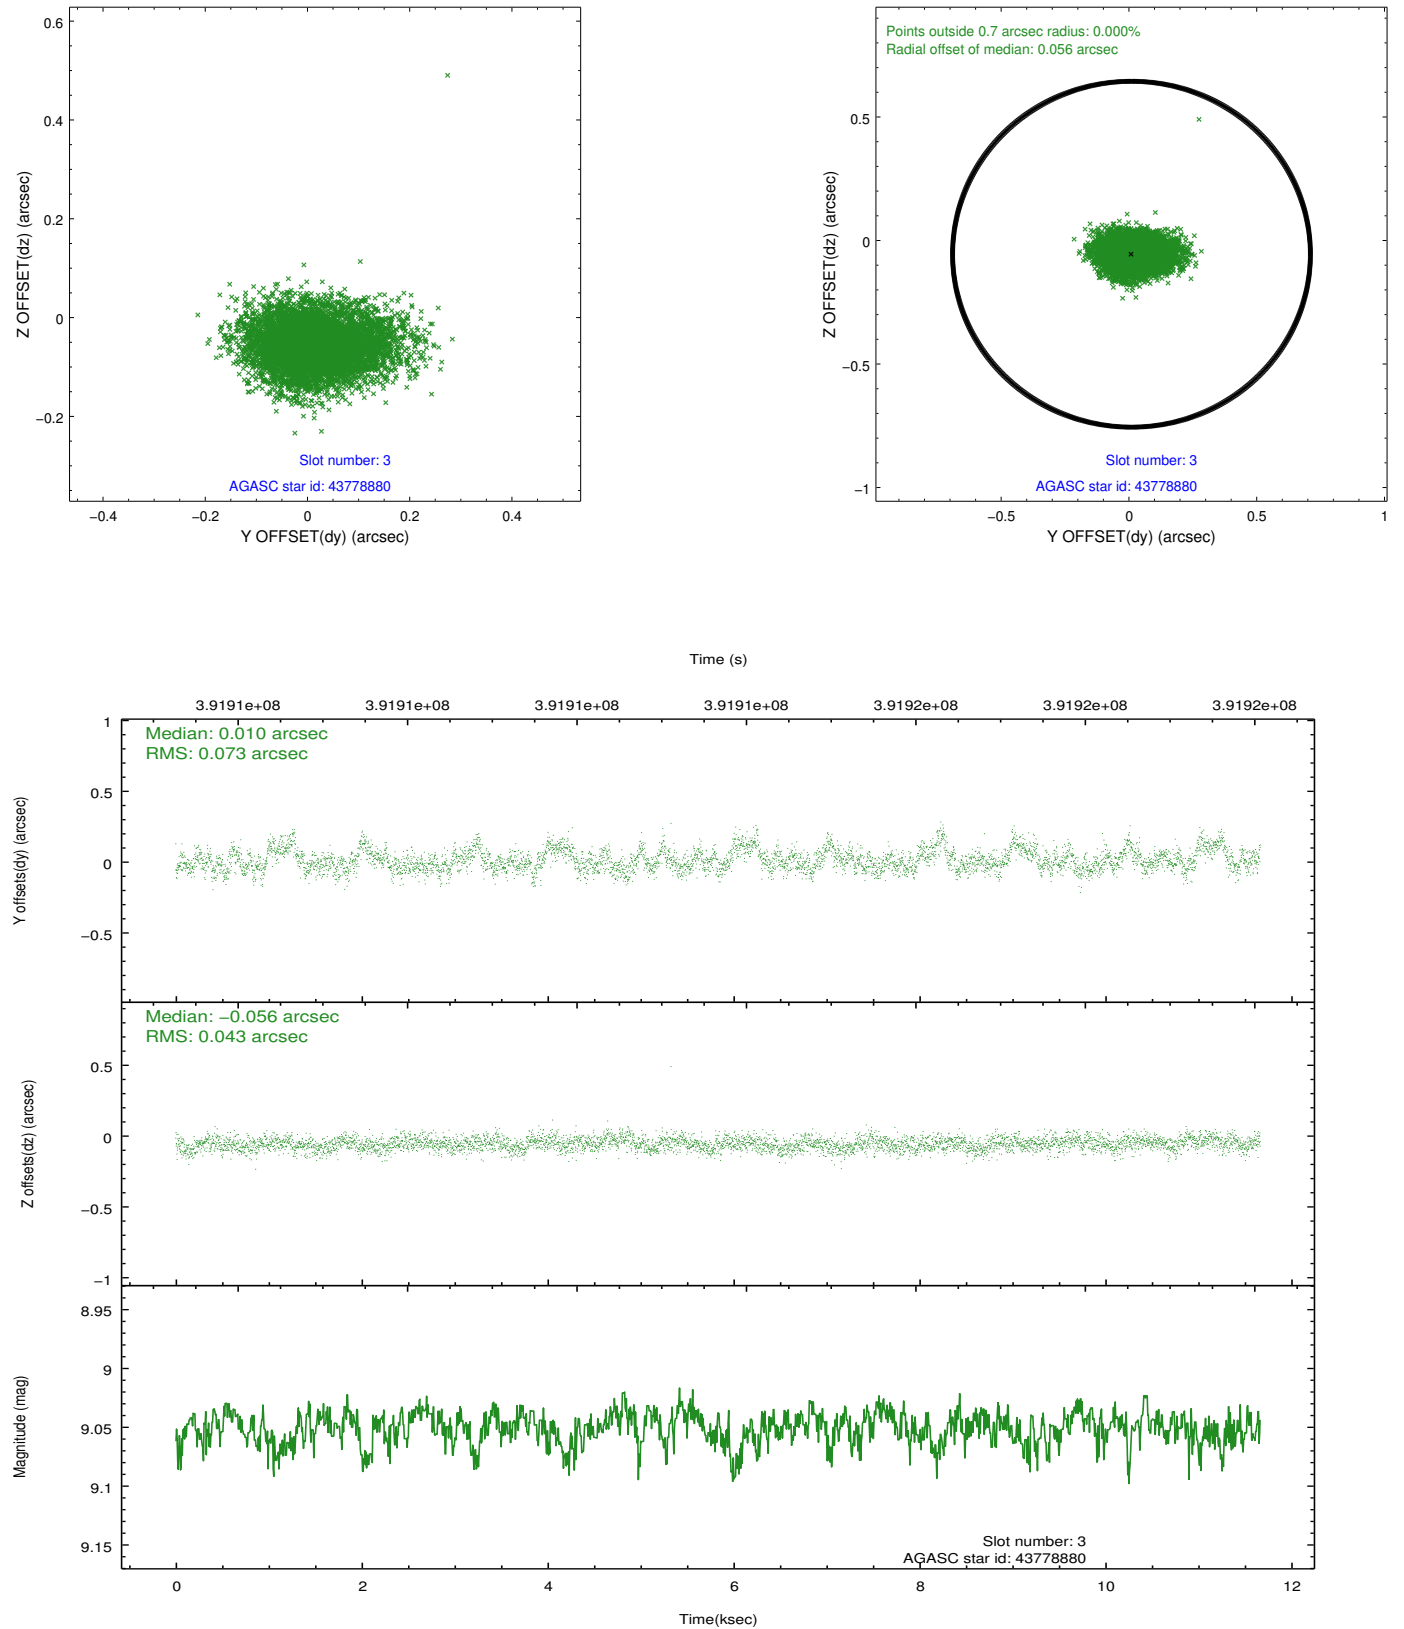 0.6
0.4
0.2
0
−0.2
Z OFFSET(dz) (arcsec)
Slot number: 3
AGASC star id: 43778880
−0.4 −0.2 0 0.2 0.4
Y OFFSET(dy) (arcsec)
Points outside 0.7 arcsec radius: 0.000%
Radial offset of median: 0.056 arcsec
0.5
0
−0.5
−1
Z OFFSET(dz) (arcsec)
Slot number: 3
AGASC star id: 43778880
−0.5 0 0.5 1
Y OFFSET(dy) (arcsec)
Time (s)
3.9191e+08 3.9191e+08 3.9191e+08 3.9191e+08 3.9192e+08 3.9192e+08 3.9192e+08
Median: 0.010 arcsec
RMS: 0.073 arcsec
1
0.5
0
−0.5
Y offsets(dy) (arcsec)
Median: −0.056 arcsec
RMS: 0.043 arcsec
0.5
0
−0.5
−1
Z offsets(dz) (arcsec)
8.95
9
9.05
9.1
9.15
Magnitude (mag)
Slot number: 3
AGASC star id: 43778880
0 2 4 6 8 10 12
Time(ksec)